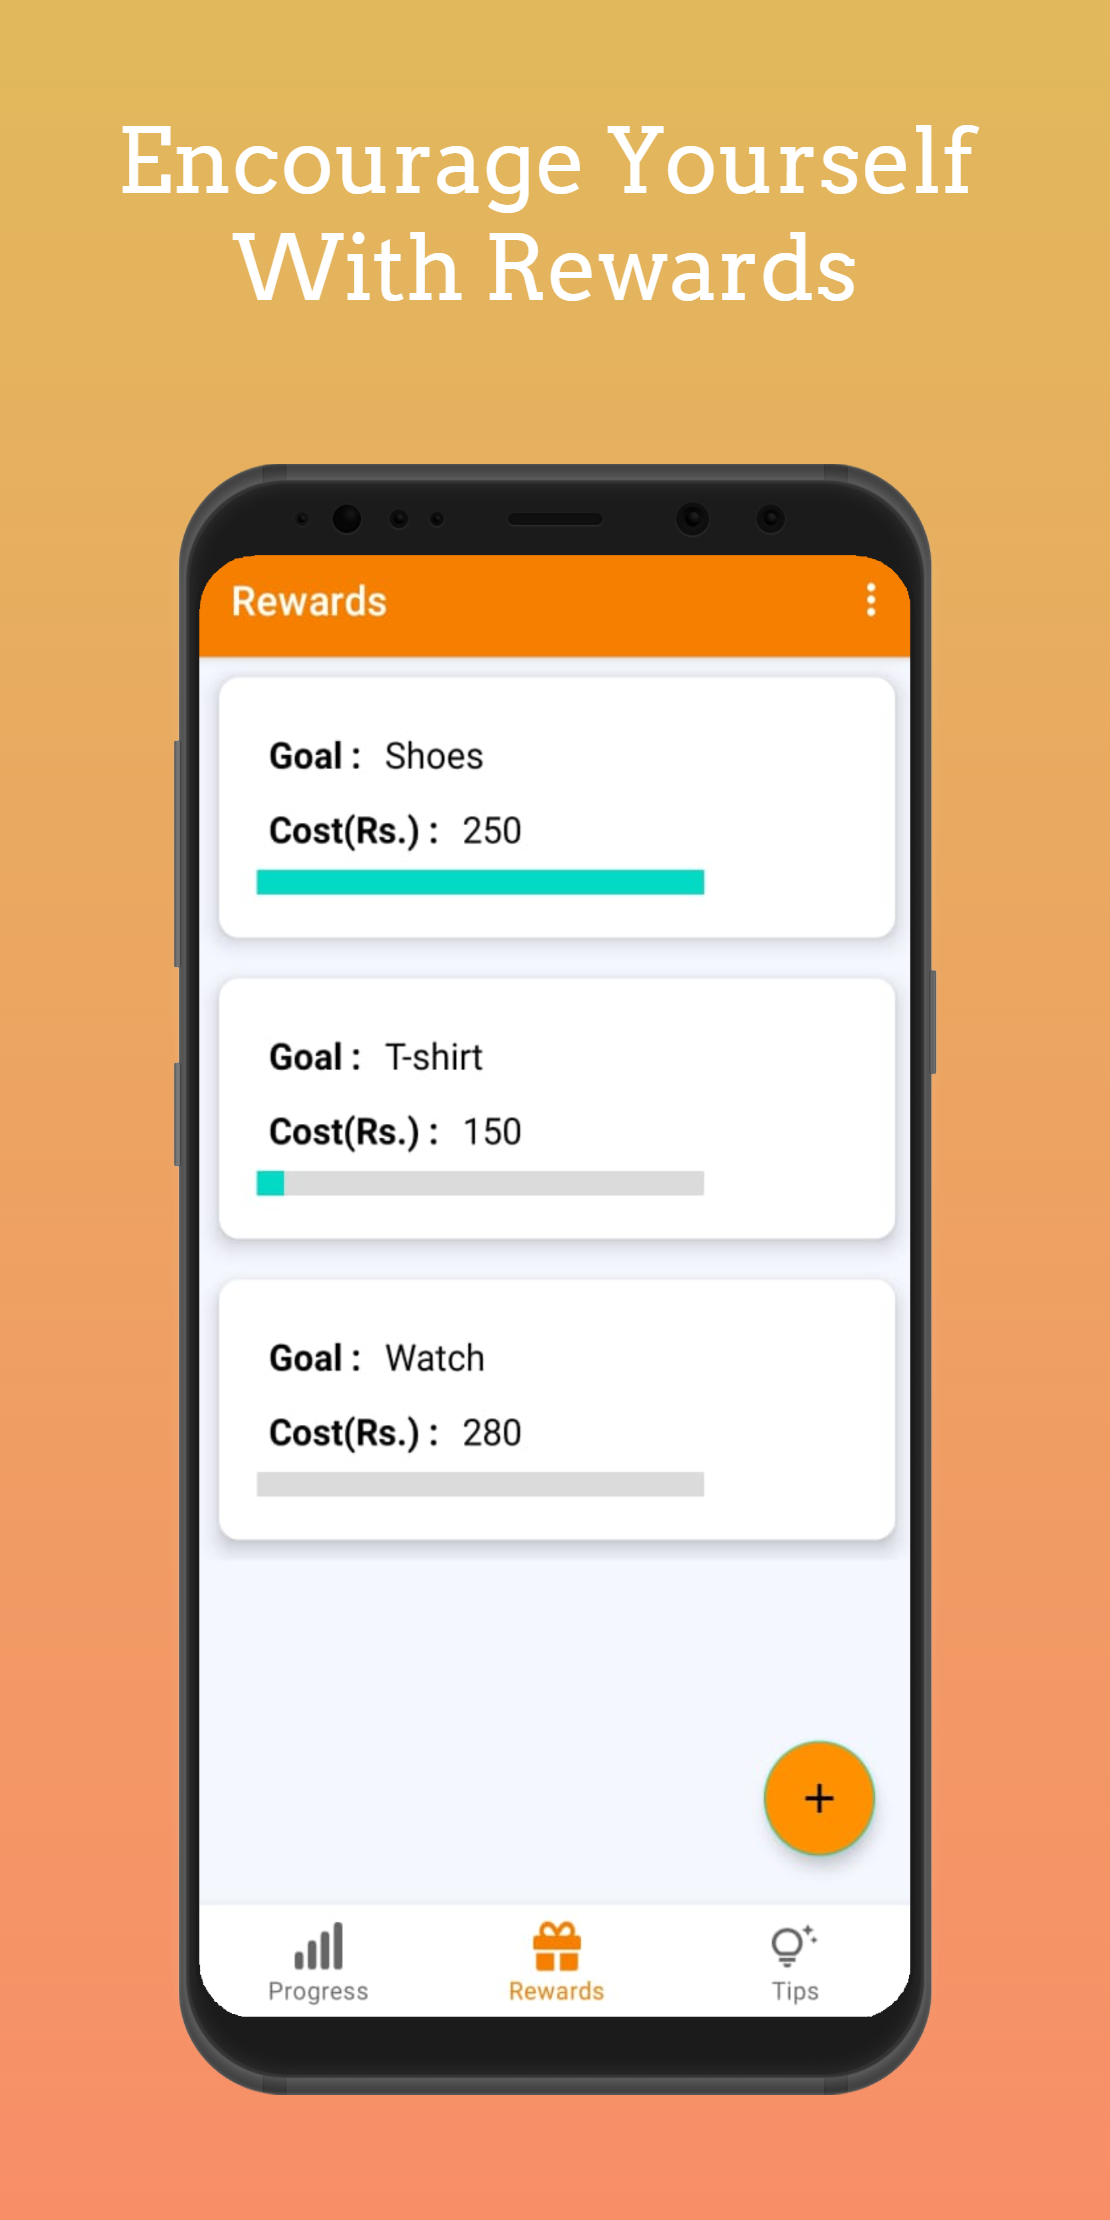 Encourage Yourself
With Rewards
Rewards
Goal : Shoes
Cost(Rs.) : 250
Goal : T-shirt
Cost(Rs.) : 150
Goal : Watch
Cost(Rs.) : 280
+
Progress Rewards Tips